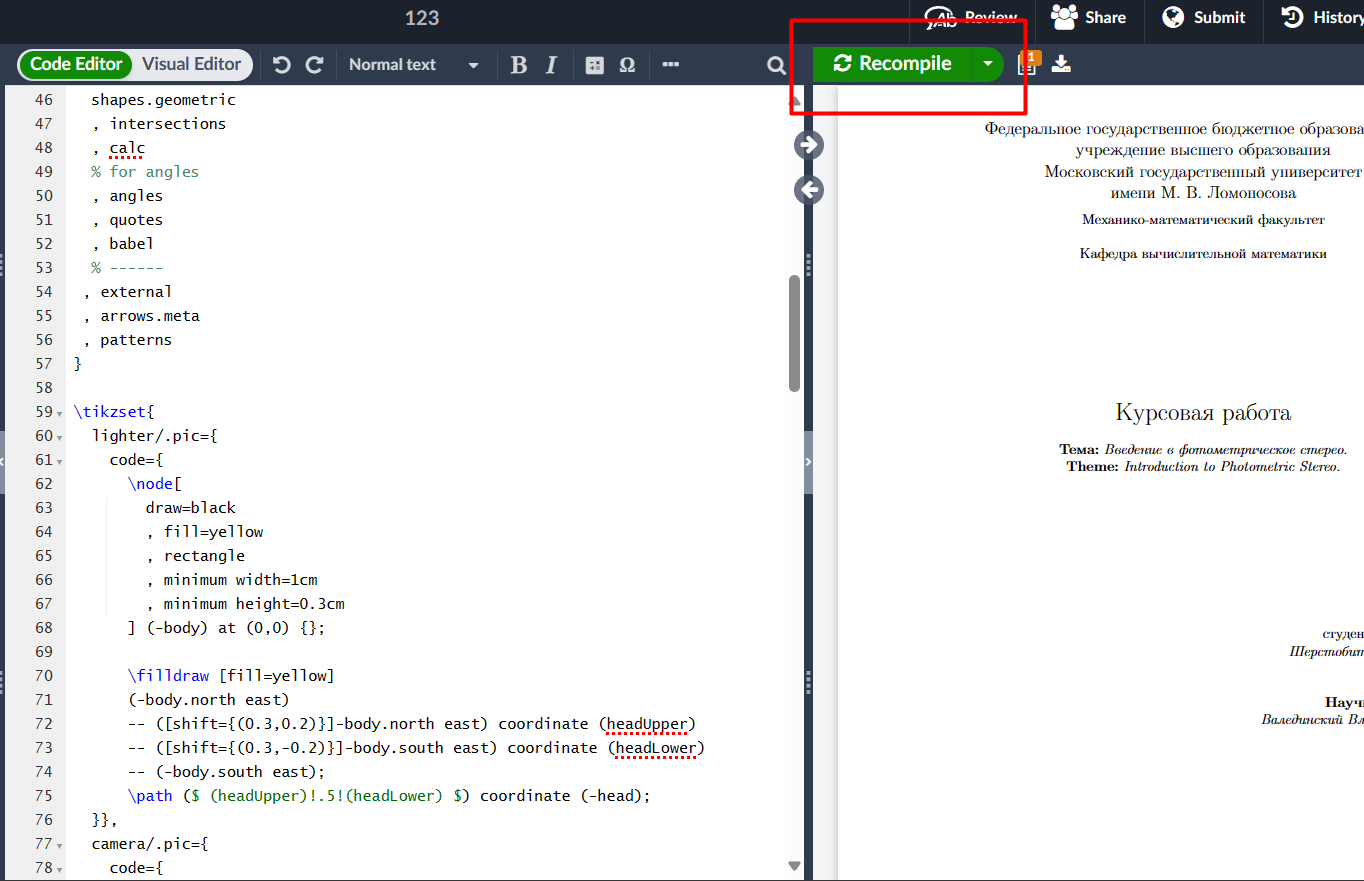 123
Review
Share
Submit
History
Code Editor
Visual Editor
Normal text
B I
Ω
Recompile
1
46 shapes.geometric
47 , intersections
48 , calc
49 % for angles
50 , angles
51 , quotes
52 , babel
53 % ------
54 , external
55 , arrows.meta
56 , patterns
57 }
58
59 \tikzset{
60 lighter/.pic={
61 code={
62 \node[
63 draw=black
64 , fill=yellow
65 , rectangle
66 , minimum width=1cm
67 , minimum height=0.3cm
68 ] (-body) at (0,0) {};
69
70 \filldraw [fill=yellow]
71 (-body.north east)
72 -- ([shift={(0.3,0.2)}]-body.north east) coordinate (headUpper)
73 -- ([shift={(0.3,-0.2)}]-body.south east) coordinate (headLower)
74 -- (-body.south east);
75 \path ($ (headUpper)!.5!(headLower) $) coordinate (-head);
76 }},
77 camera/.pic={
78 code={
Федеральное государственное бюджетное образова
учреждение высшего образования
Московский государственный университет
имени М. В. Ломоносова
Механико-математический факультет
Кафедра вычислительной математики
Курсовая работа
Тема: Введение в фотометрическое стерео.
Theme: Introduction to Photometric Stereo.
студен
Шерстобит
Научн
Валединский Вл